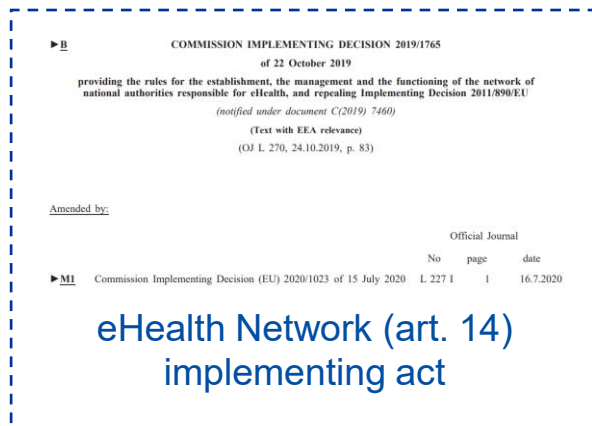 ►B COMMISSION IMPLEMENTING DECISION 2019/1765
of 22 October 2019
providing the rules for the establishment, the management and the functioning of the network of
national authorities responsible for eHealth, and repealing Implementing Decision 2011/890/EU
(notified under document C(2019) 7460)
(Text with EEA relevance)
(OJ L 270, 24.10.2019, p. 83)
Amended by:
Official Journal
No page date
►M1 Commission Implementing Decision (EU) 2020/1023 of 15 July 2020 L 227 I 1 16.7.2020
eHealth Network (art. 14)
implementing act